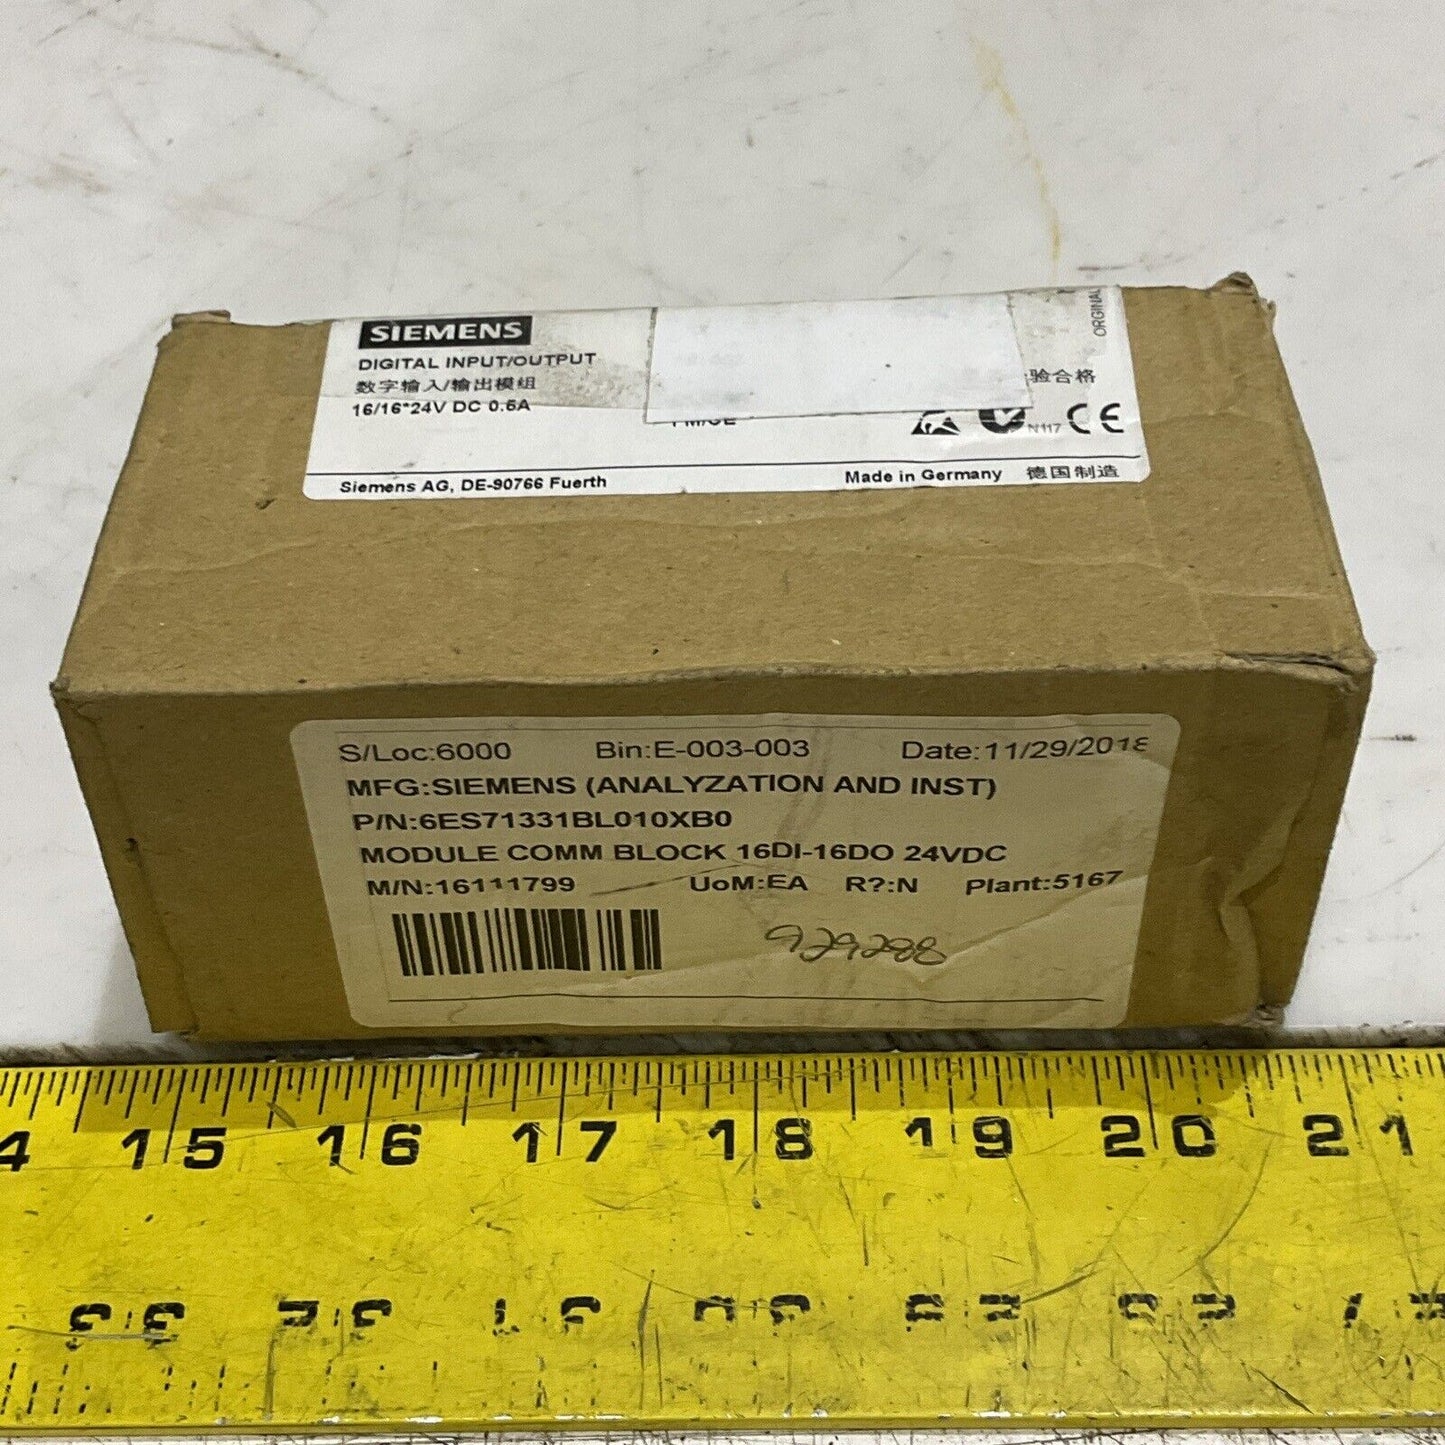 SIEMENS
DIGITAL INPUT/OUTPUT
数字输入/输出模组
16/16*24V DC 0.5A
ORGINAL
验合格
N117 CE
Siemens AG, DE-90766 Fuerth
Made in Germany 德国制造
S/Loc:6000 Bin:E-003-003 Date:11/29/2018
MFG:SIEMENS (ANALYZATION AND INST)
P/N:6ES71331BL010XB0
MODULE COMM BLOCK 16DI-16DO 24VDC
M/N:16111799 UoM:EA R?:N Plant:5167
929288
4 15 16 17 18 19 20 21